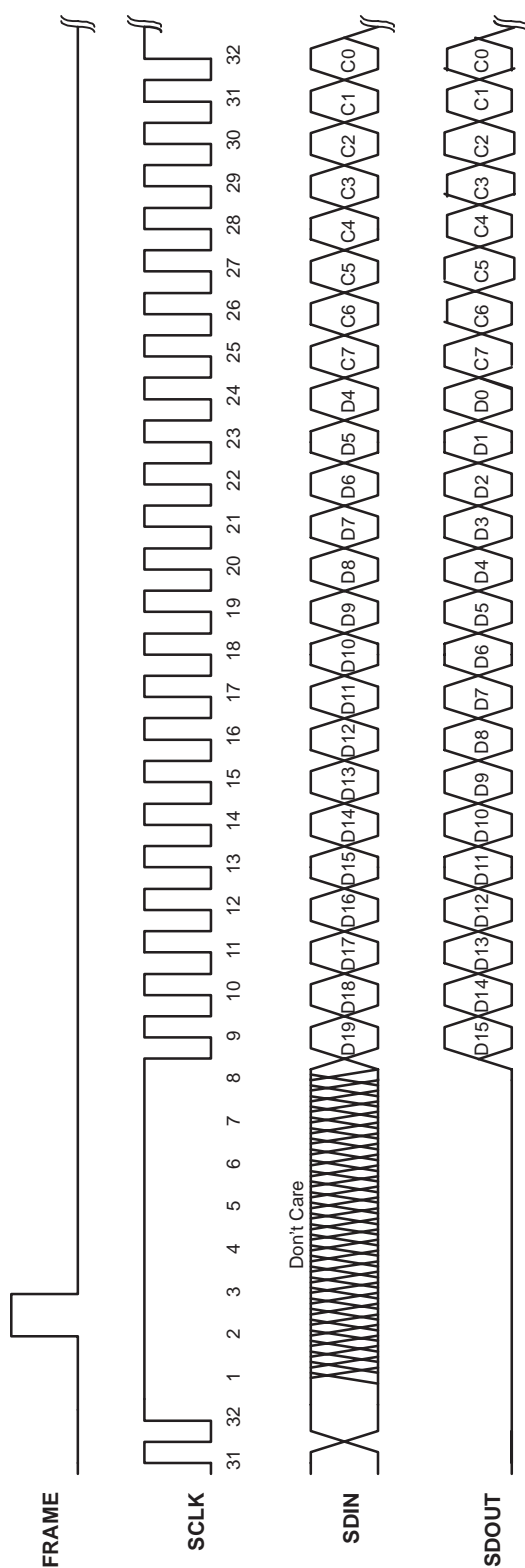 FRAME
SCLK
31 32 1 2 3 4 5 6 7 8 9 10 11 12 13 14 15 16 17 18 19 20 21 22 23 24 25 26 27 28 29 30 31 32
Don't Care
SDIN
D19 D18 D17 D16 D15 D14 D13 D12 D11 D10 D9 D8 D7 D6 D5 D4 C7 C6 C5 C4 C3 C2 C1 C0
SDOUT
D15 D14 D13 D12 D11 D10 D9 D8 D7 D6 D5 D4 D3 D2 D1 D0 C7 C6 C5 C4 C3 C2 C1 C0